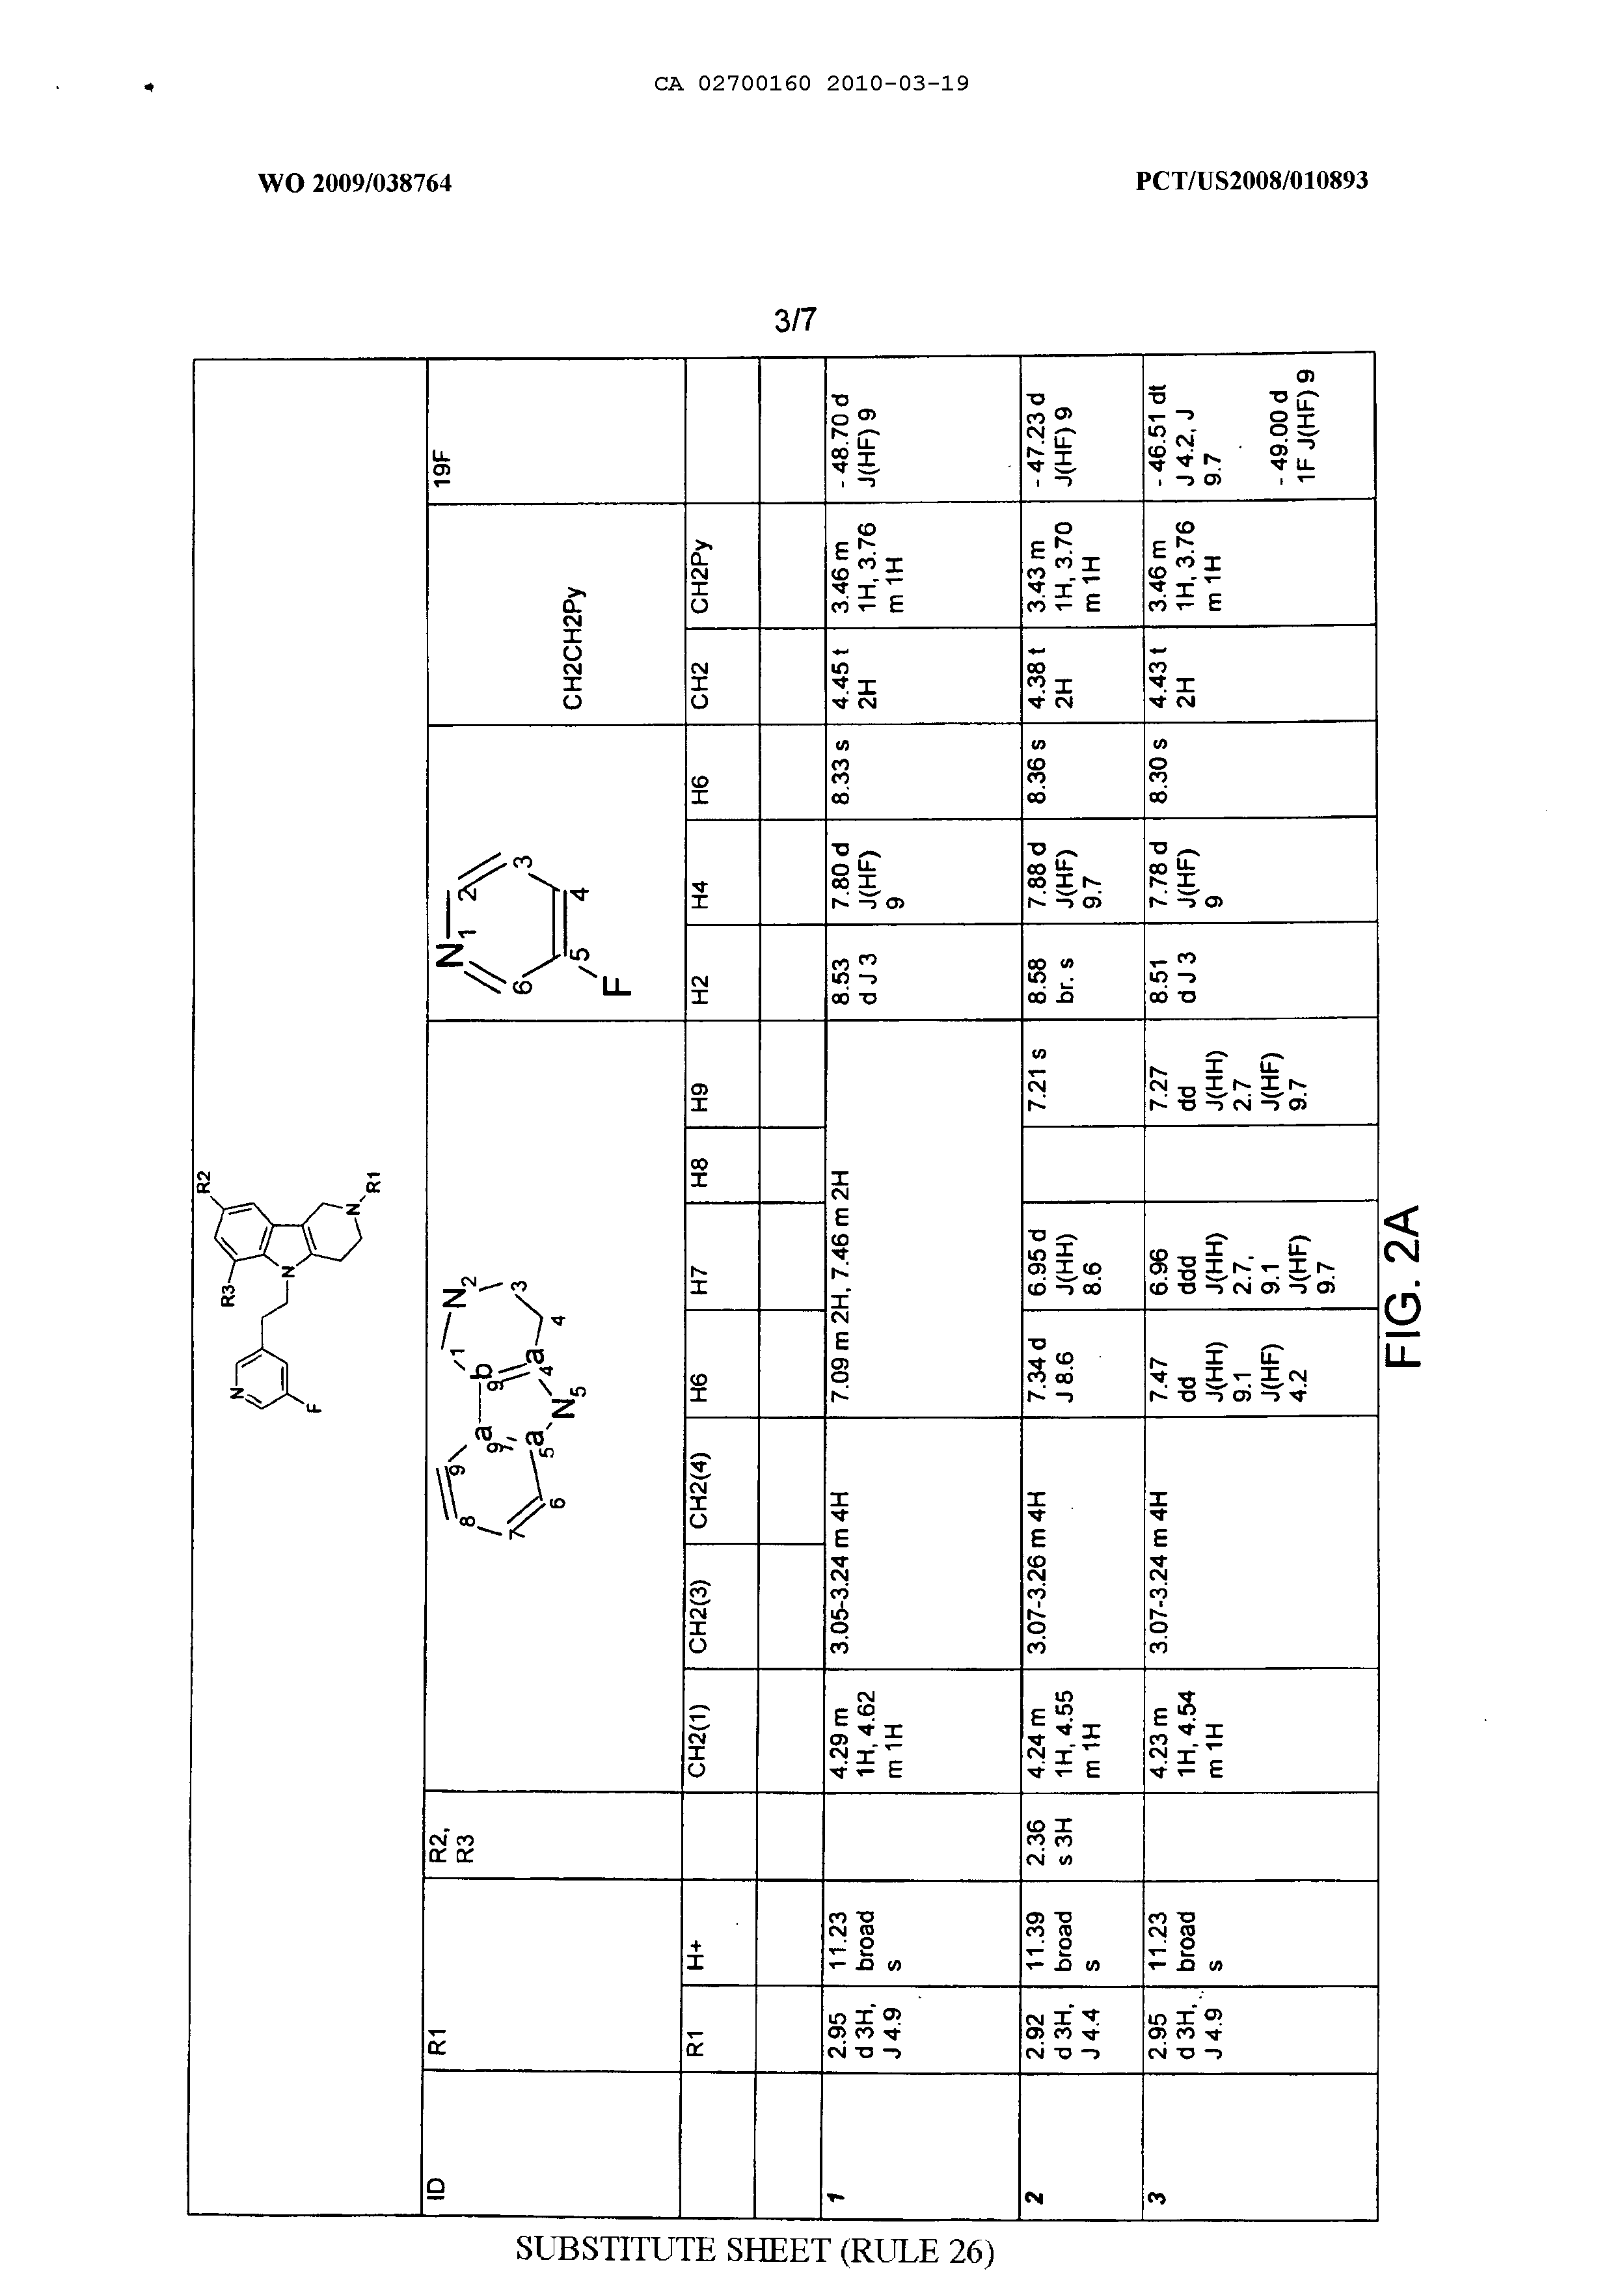 CA 02700160 2010-03-19
WO 2009/038764
PCT/US2008/010893
3/7
R2
R3
N
N
R1
N
F
ID
R1
R2,
R3
1
N
2
3
4
a
4
b
9
a
9
a
5
N
5
6
7
8
9
N
1
2
3
4
5
6
F
CH2CH2Py
19F
R1
H+
CH2(1)
CH2(3)
CH2(4)
H6
H7
H8
H9
H2
H4
H6
CH2
CH2Py
1
2.95
d 3H,
J 4.9
11.23
broad
s
4.29 m
1H, 4.62
m 1H
3.05-3.24 m 4H
7.09 m 2H, 7.46 m 2H
8.53
d J 3
7.80 d
J(HF)
9
8.33 s
4.45 t
2H
3.46 m
1H, 3.76
m 1H
- 48.70 d
J(HF) 9
2
2.92
d 3H,
J 4.4
11.39
broad
s
2.36
s 3H
4.24 m
1H, 4.55
m 1H
3.07-3.26 m 4H
7.34 d
J 8.6
6.95 d
J(HH)
8.6
7.21 s
8.58
br. s
7.88 d
J(HF)
9.7
8.36 s
4.38 t
2H
3.43 m
1H, 3.70
m 1H
- 47.23 d
J(HF) 9
3
2.95
d 3H,
J 4.9
11.23
broad
s
4.23 m
1H, 4.54
m 1H
3.07-3.24 m 4H
7.47
dd
J(HH)
9.1
J(HF)
4.2
6.96
ddd
J(HH)
2.7,
9.1
J(HF)
9.7
7.27
dd
J(HH)
2.7
J(HF)
9.7
8.51
d J 3
7.78 d
J(HF)
9
8.30 s
4.43 t
2H
3.46 m
1H, 3.76
m 1H
- 46.51 dt
J 4.2, J
9.7
- 49.00 d
1F J(HF) 9
FIG. 2A
SUBSTITUTE SHEET (RULE 26)